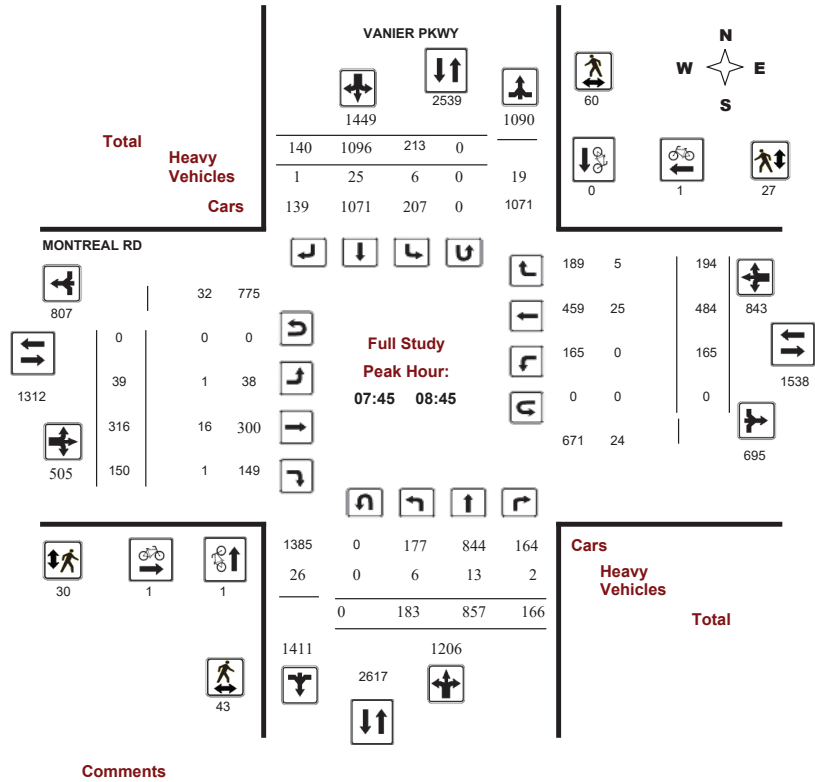 VANIER PKWY
N
W E
S
2539
60
1449
1090
Total
140 1096 213 0
Heavy
Vehicles
1 25 6 0 19
Cars
139 1071 207 0 1071
0 1 27
MONTREAL RD
807
32 775
189 5 194
843
0 0 0
459 25 484
Full Study
Peak Hour:
07:45 08:45
1312
39 1 38
165 0 165
1538
0 0 0
316 16 300
505
150 1 149
671 24
695
1385 0 177 844 164
Cars
26 0 6 13 2
Heavy
Vehicles
30 1 1
0 183 857 166
Total
1411
1206
2617
43
Comments